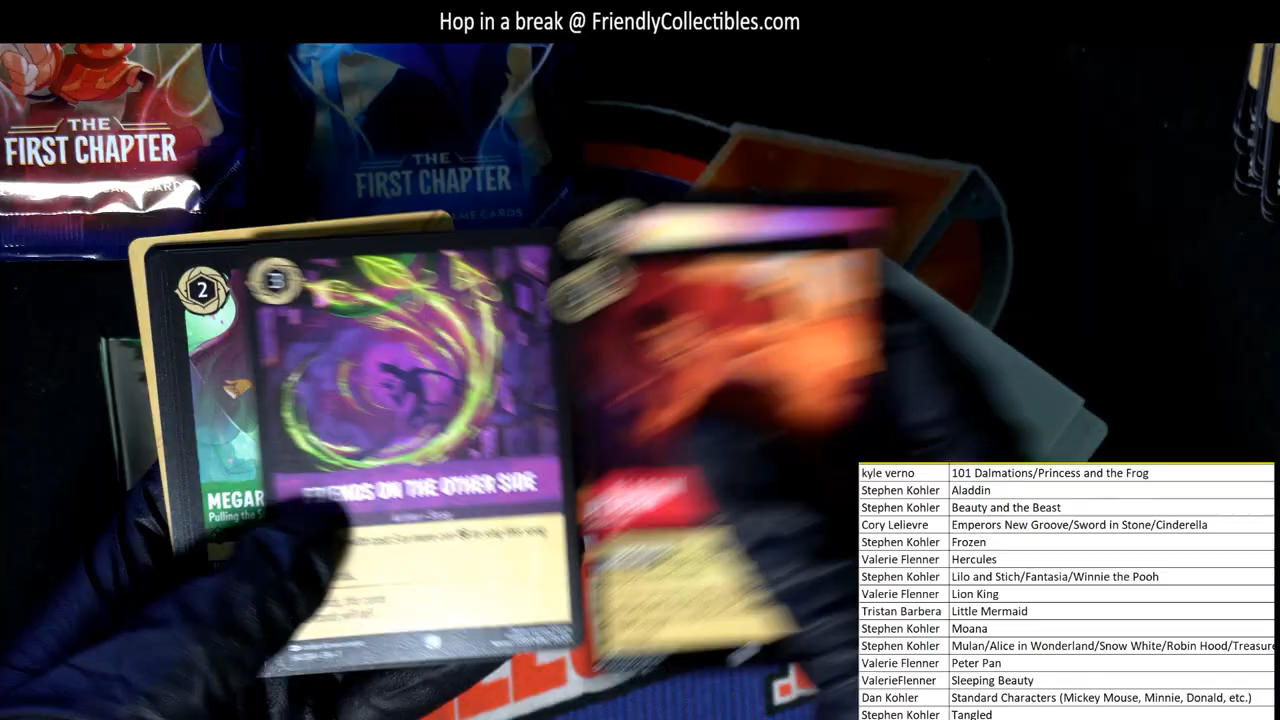 Hop in a break @ FriendlyCollectibles.com
THE
FIRST CHAPTER
THE
FIRST CHAPTER
GAME CARDS
2
3
MEGAR
Pulling the S
FRIENDS ON THE OTHER SIDE
kyle verno 101 Dalmations/Princess and the Frog
Stephen Kohler Aladdin
Stephen Kohler Beauty and the Beast
Cory Lelievre Emperors New Groove/Sword in Stone/Cinderella
Stephen Kohler Frozen
Valerie Flenner Hercules
Stephen Kohler Lilo and Stich/Fantasia/Winnie the Pooh
Valerie Flenner Lion King
Tristan Barbera Little Mermaid
Stephen Kohler Moana
Stephen Kohler Mulan/Alice in Wonderland/Snow White/Robin Hood/Treasure
Valerie Flenner Peter Pan
ValerieFlenner Sleeping Beauty
Dan Kohler Standard Characters (Mickey Mouse, Minnie, Donald, etc.)
Stephen Kohler Tangled